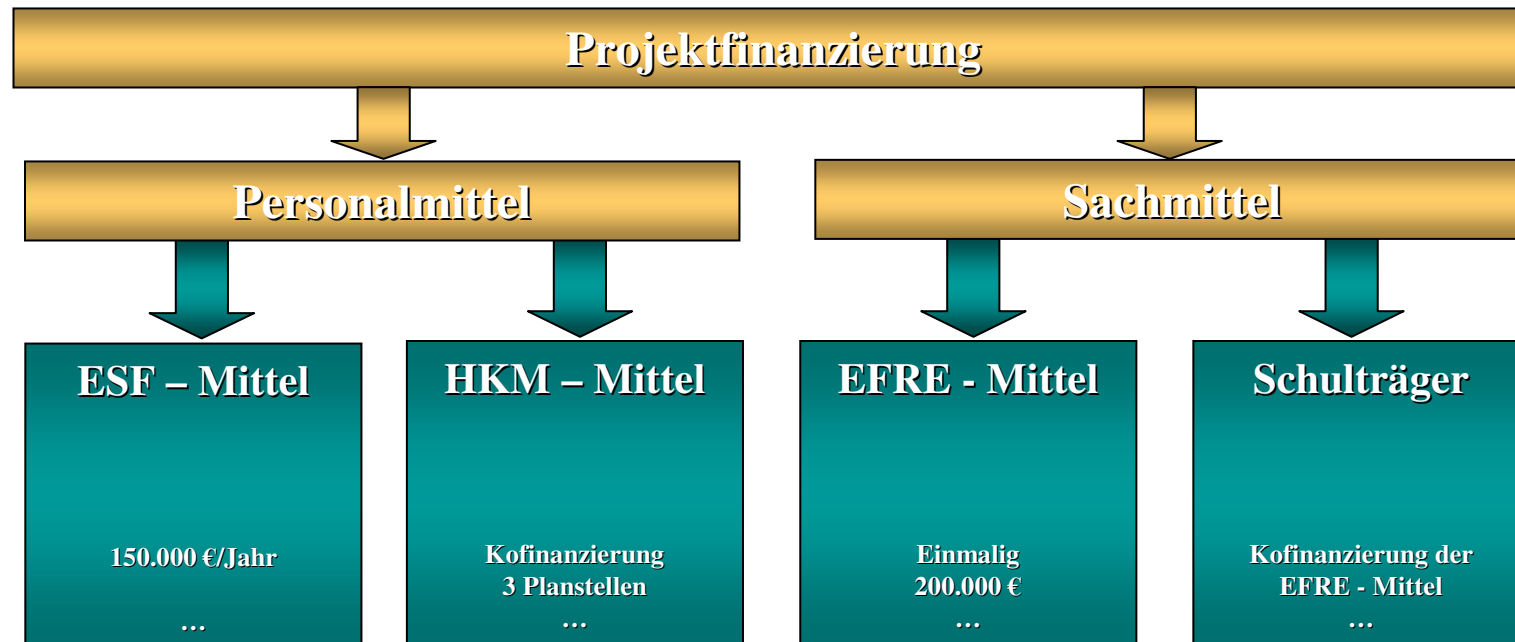 Projektfinanzierung
Personalmittel
Sachmittel
ESF – Mittel
150.000 €/Jahr
…
HKM – Mittel
Kofinanzierung
3 Planstellen
…
EFRE - Mittel
Einmalig
200.000 €
…
Schulträger
Kofinanzierung der
EFRE - Mittel
…